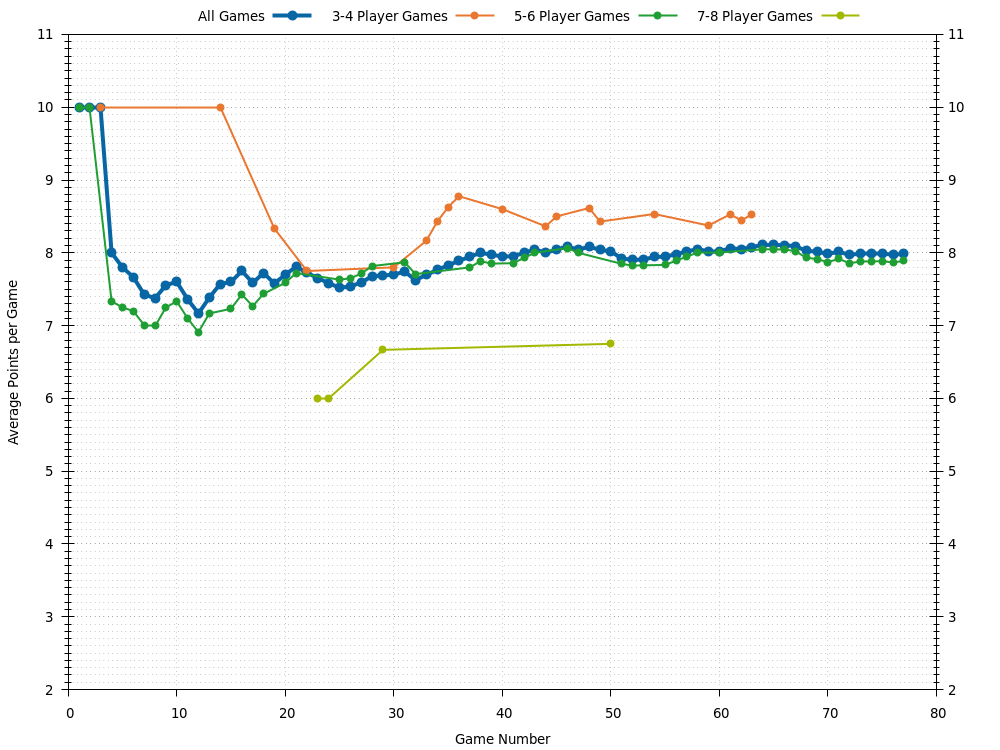 All Games 3-4 Player Games 5-6 Player Games 7-8 Player Games
11 11
10 10
9 9
8 8
7 7
6 6
5 5
4 4
3 3
2 2
Average Points per Game
0 10 20 30 40 50 60 70 80
Game Number